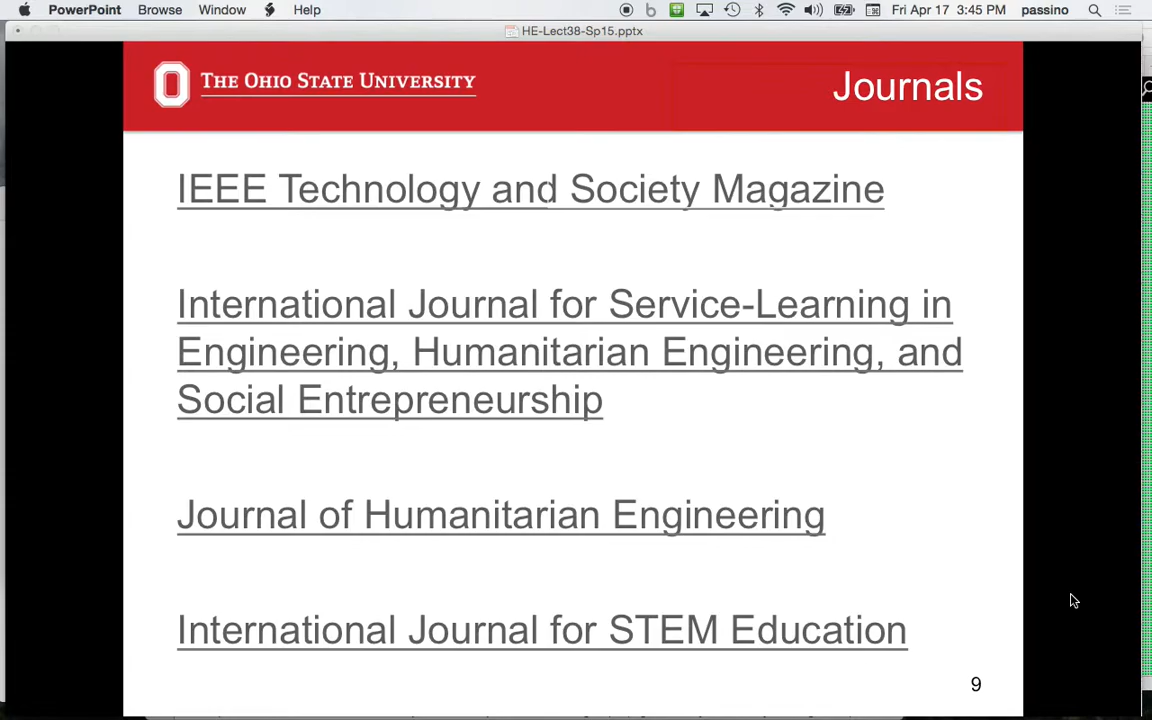 PowerPoint Browse Window Help Fri Apr 17 3:45 PM passino
HE-Lect38-Sp15.pptx
THE OHIO STATE UNIVERSITY
Journals
IEEE Technology and Society Magazine
International Journal for Service-Learning in
Engineering, Humanitarian Engineering, and
Social Entrepreneurship
Journal of Humanitarian Engineering
International Journal for STEM Education
9